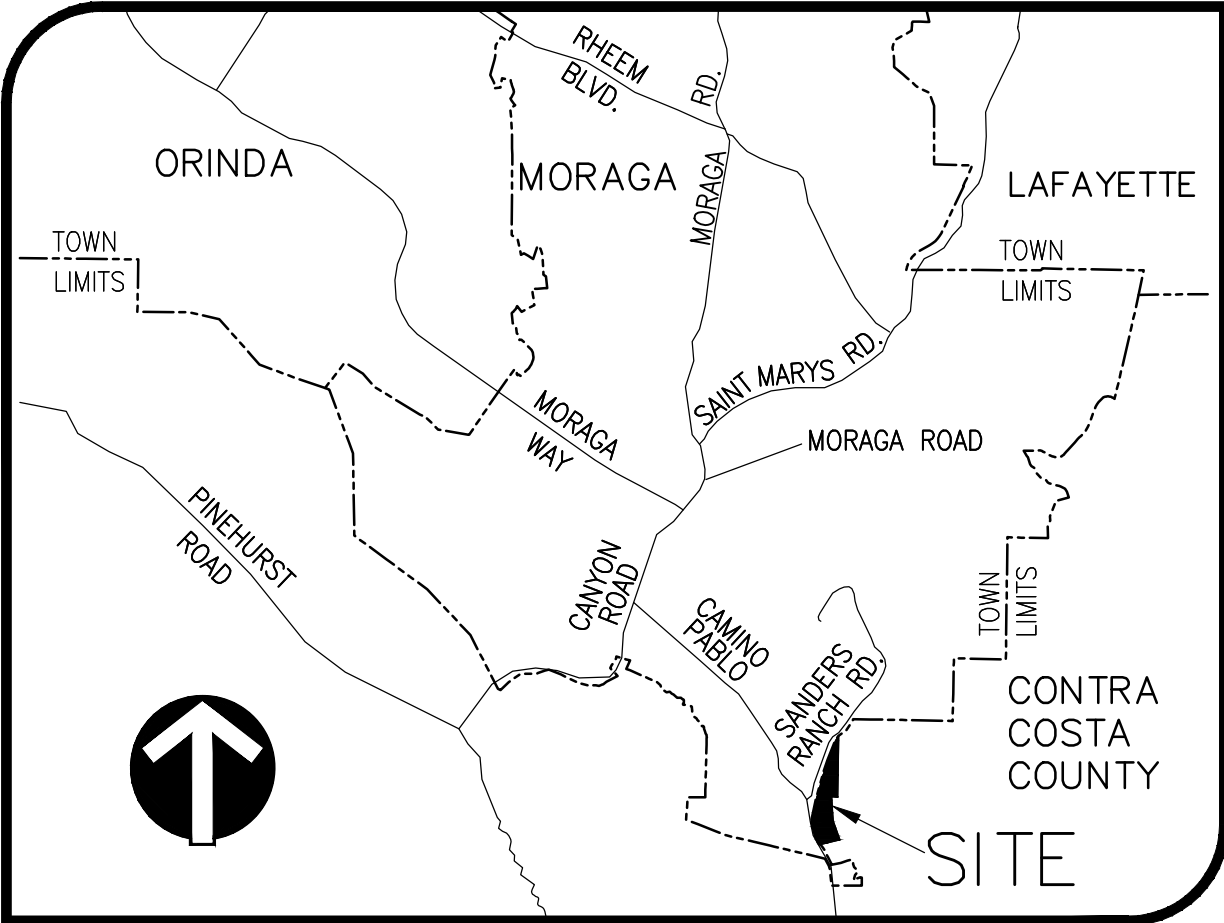 RHEEM
BLVD.
RD.
MORAGA
ORINDA
MORAGA
LAFAYETTE
TOWN
LIMITS
TOWN
LIMITS
SAINT MARYS RD.
MORAGA
WAY
MORAGA ROAD
PINEHURST
ROAD
CANYON
ROAD
CAMINO
PABLO
SANDERS
RANCH RD.
TOWN
LIMITS
CONTRA
COSTA
COUNTY
SITE